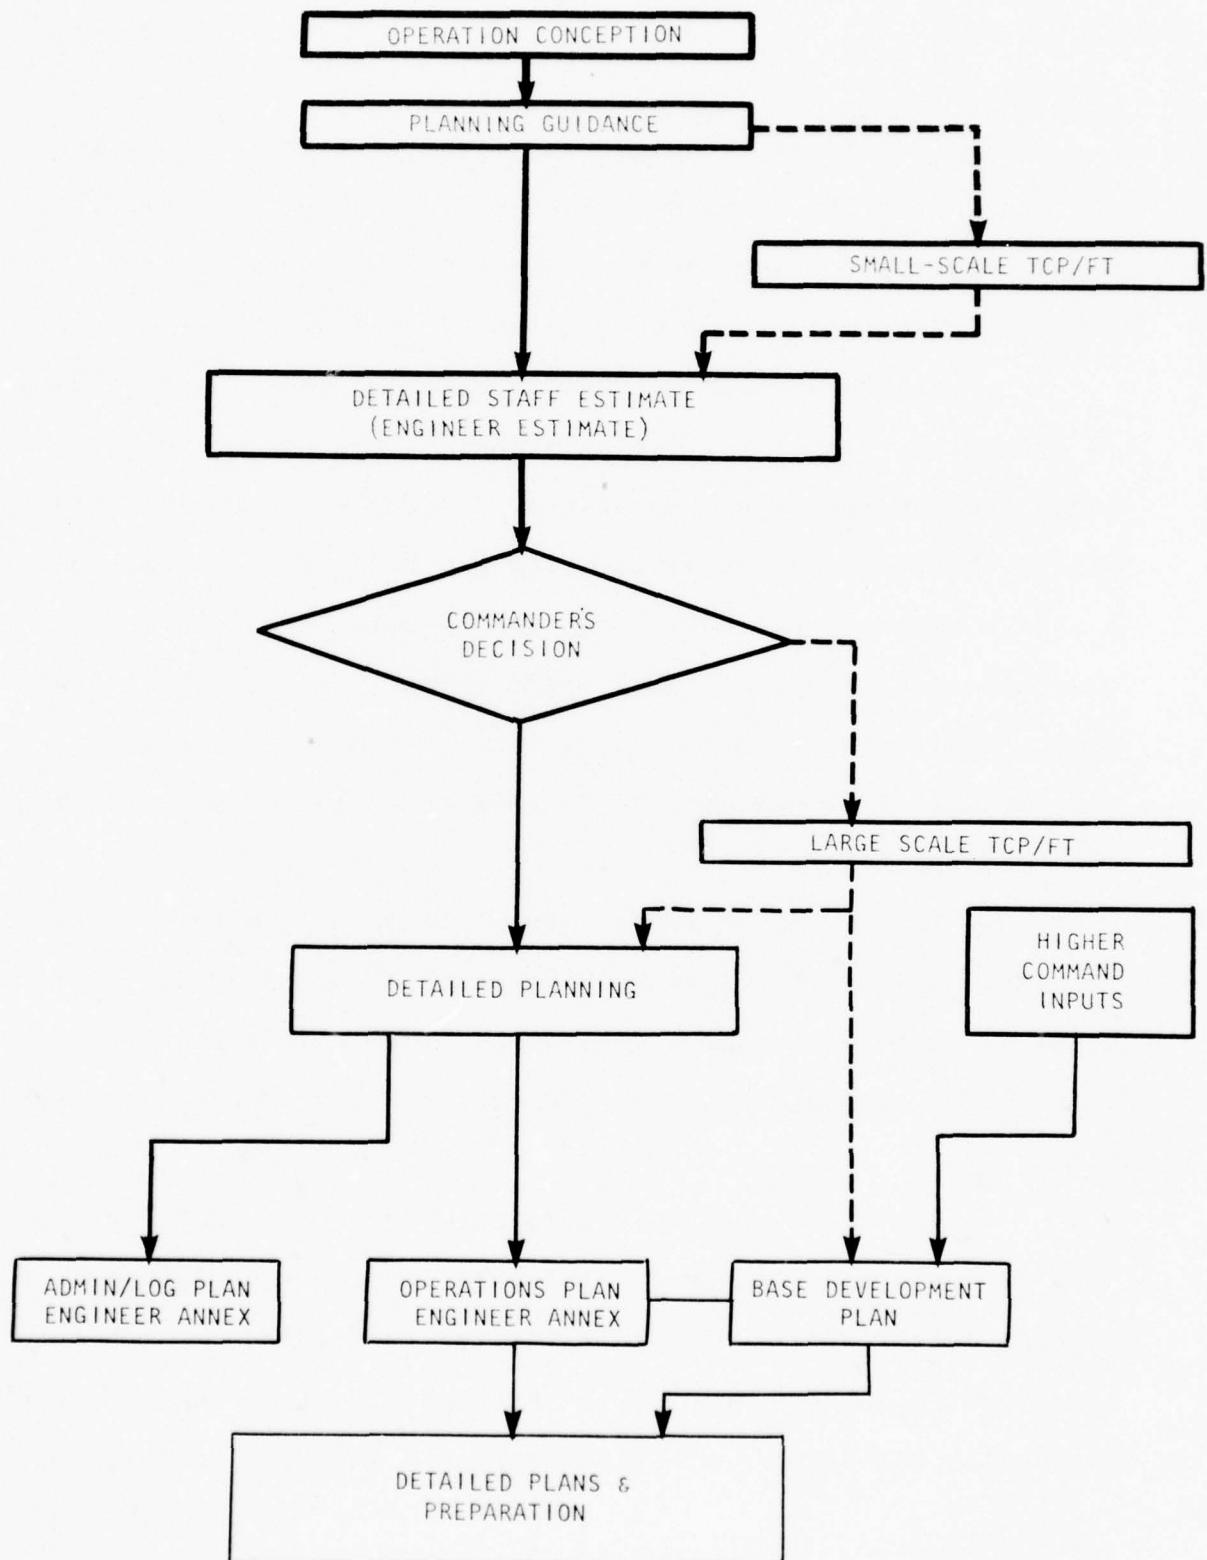 OPERATION CONCEPTION
PLANNING GUIDANCE
SMALL-SCALE TCP/FT
DETAILED STAFF ESTIMATE
(ENGINEER ESTIMATE)
COMMANDER'S
DECISION
LARGE SCALE TCP/FT
HIGHER
COMMAND
INPUTS
DETAILED PLANNING
ADMIN/LOG PLAN
ENGINEER ANNEX
OPERATIONS PLAN
ENGINEER ANNEX
BASE DEVELOPMENT
PLAN
DETAILED PLANS &
PREPARATION